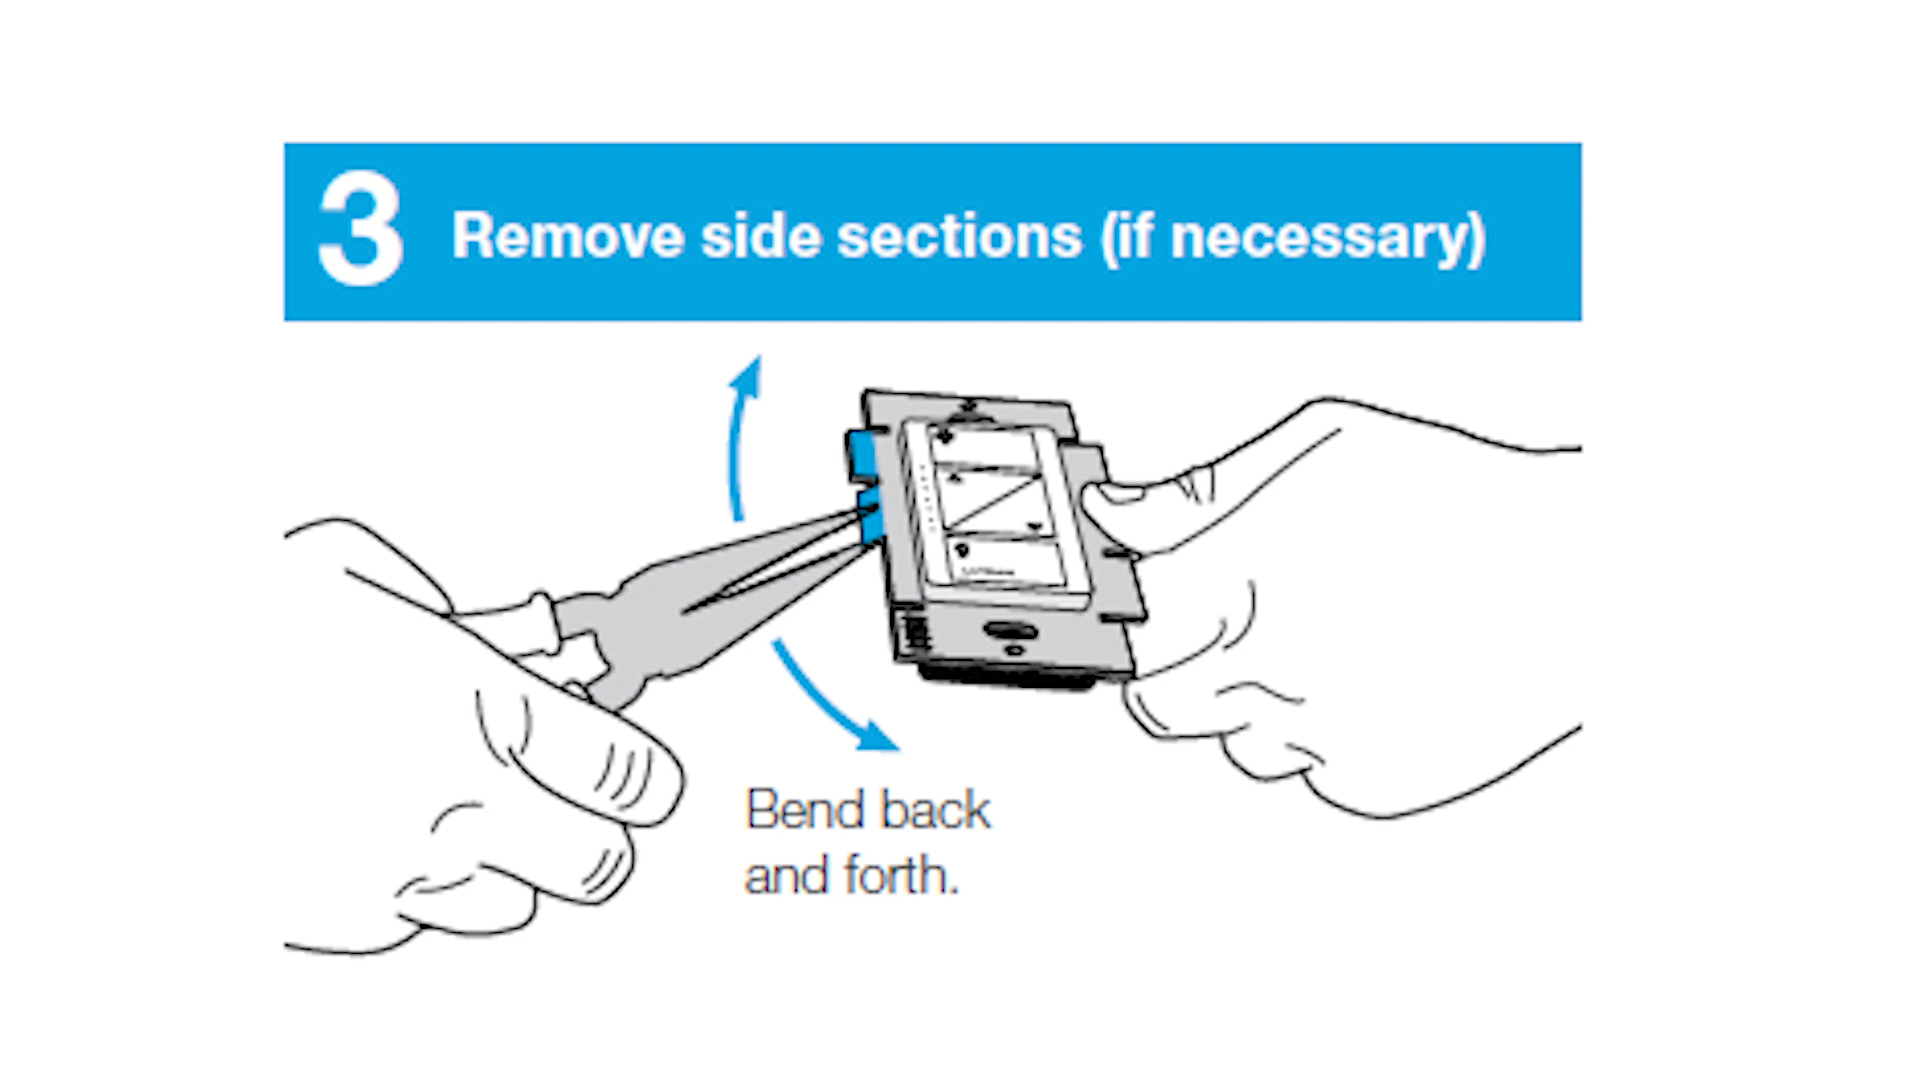 3 Remove side sections (if necessary)
Bend back
and forth.